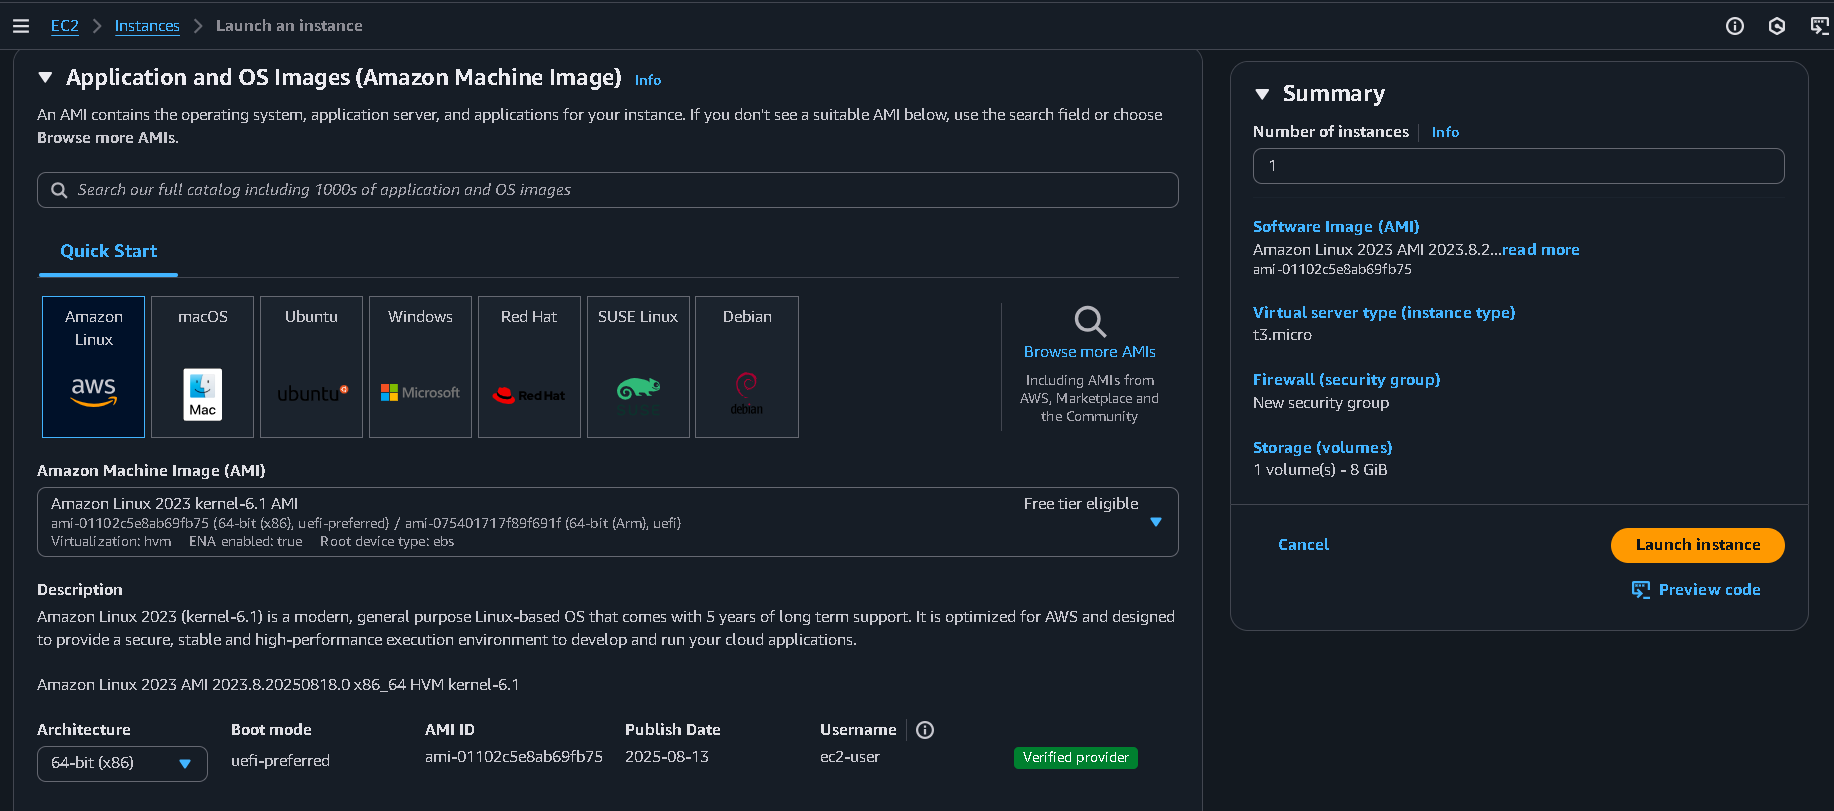 EC2 Instances Launch an instance
Application and OS Images (Amazon Machine Image) Info
An AMI contains the operating system, application server, and applications for your instance. If you don't see a suitable AMI below, use the search field or choose
Browse more AMIs.
Search our full catalog including 1000s of application and OS images
Quick Start
Amazon
Linux
aws
macOS
Mac
Ubuntu
ubuntu
Windows
Microsoft
Red Hat
Red Hat
SUSE Linux
SUSE
Debian
debian
Browse more AMIs
Including AMIs from
AWS, Marketplace and
the Community
Amazon Machine Image (AMI)
Amazon Linux 2023 kernel-6.1 AMI Free tier eligible
ami-01102c5e8ab69fb75 (64-bit (x86), uefi-preferred) / ami-075401717f89f691f (64-bit (Arm), uefi)
Virtualization: hvm ENA enabled: true Root device type: ebs
Description
Amazon Linux 2023 (kernel-6.1) is a modern, general purpose Linux-based OS that comes with 5 years of long term support. It is optimized for AWS and designed
to provide a secure, stable and high-performance execution environment to develop and run your cloud applications.
Amazon Linux 2023 AMI 2023.8.20250818.0 x86_64 HVM kernel-6.1
Architecture Boot mode AMI ID Publish Date Username
64-bit (x86) uefi-preferred ami-01102c5e8ab69fb75 2025-08-13 ec2-user Verified provider
Summary
Number of instances Info
1
Software Image (AMI)
Amazon Linux 2023 AMI 2023.8.2...read more
ami-01102c5e8ab69fb75
Virtual server type (instance type)
t3.micro
Firewall (security group)
New security group
Storage (volumes)
1 volume(s) - 8 GiB
Cancel Launch instance
Preview code